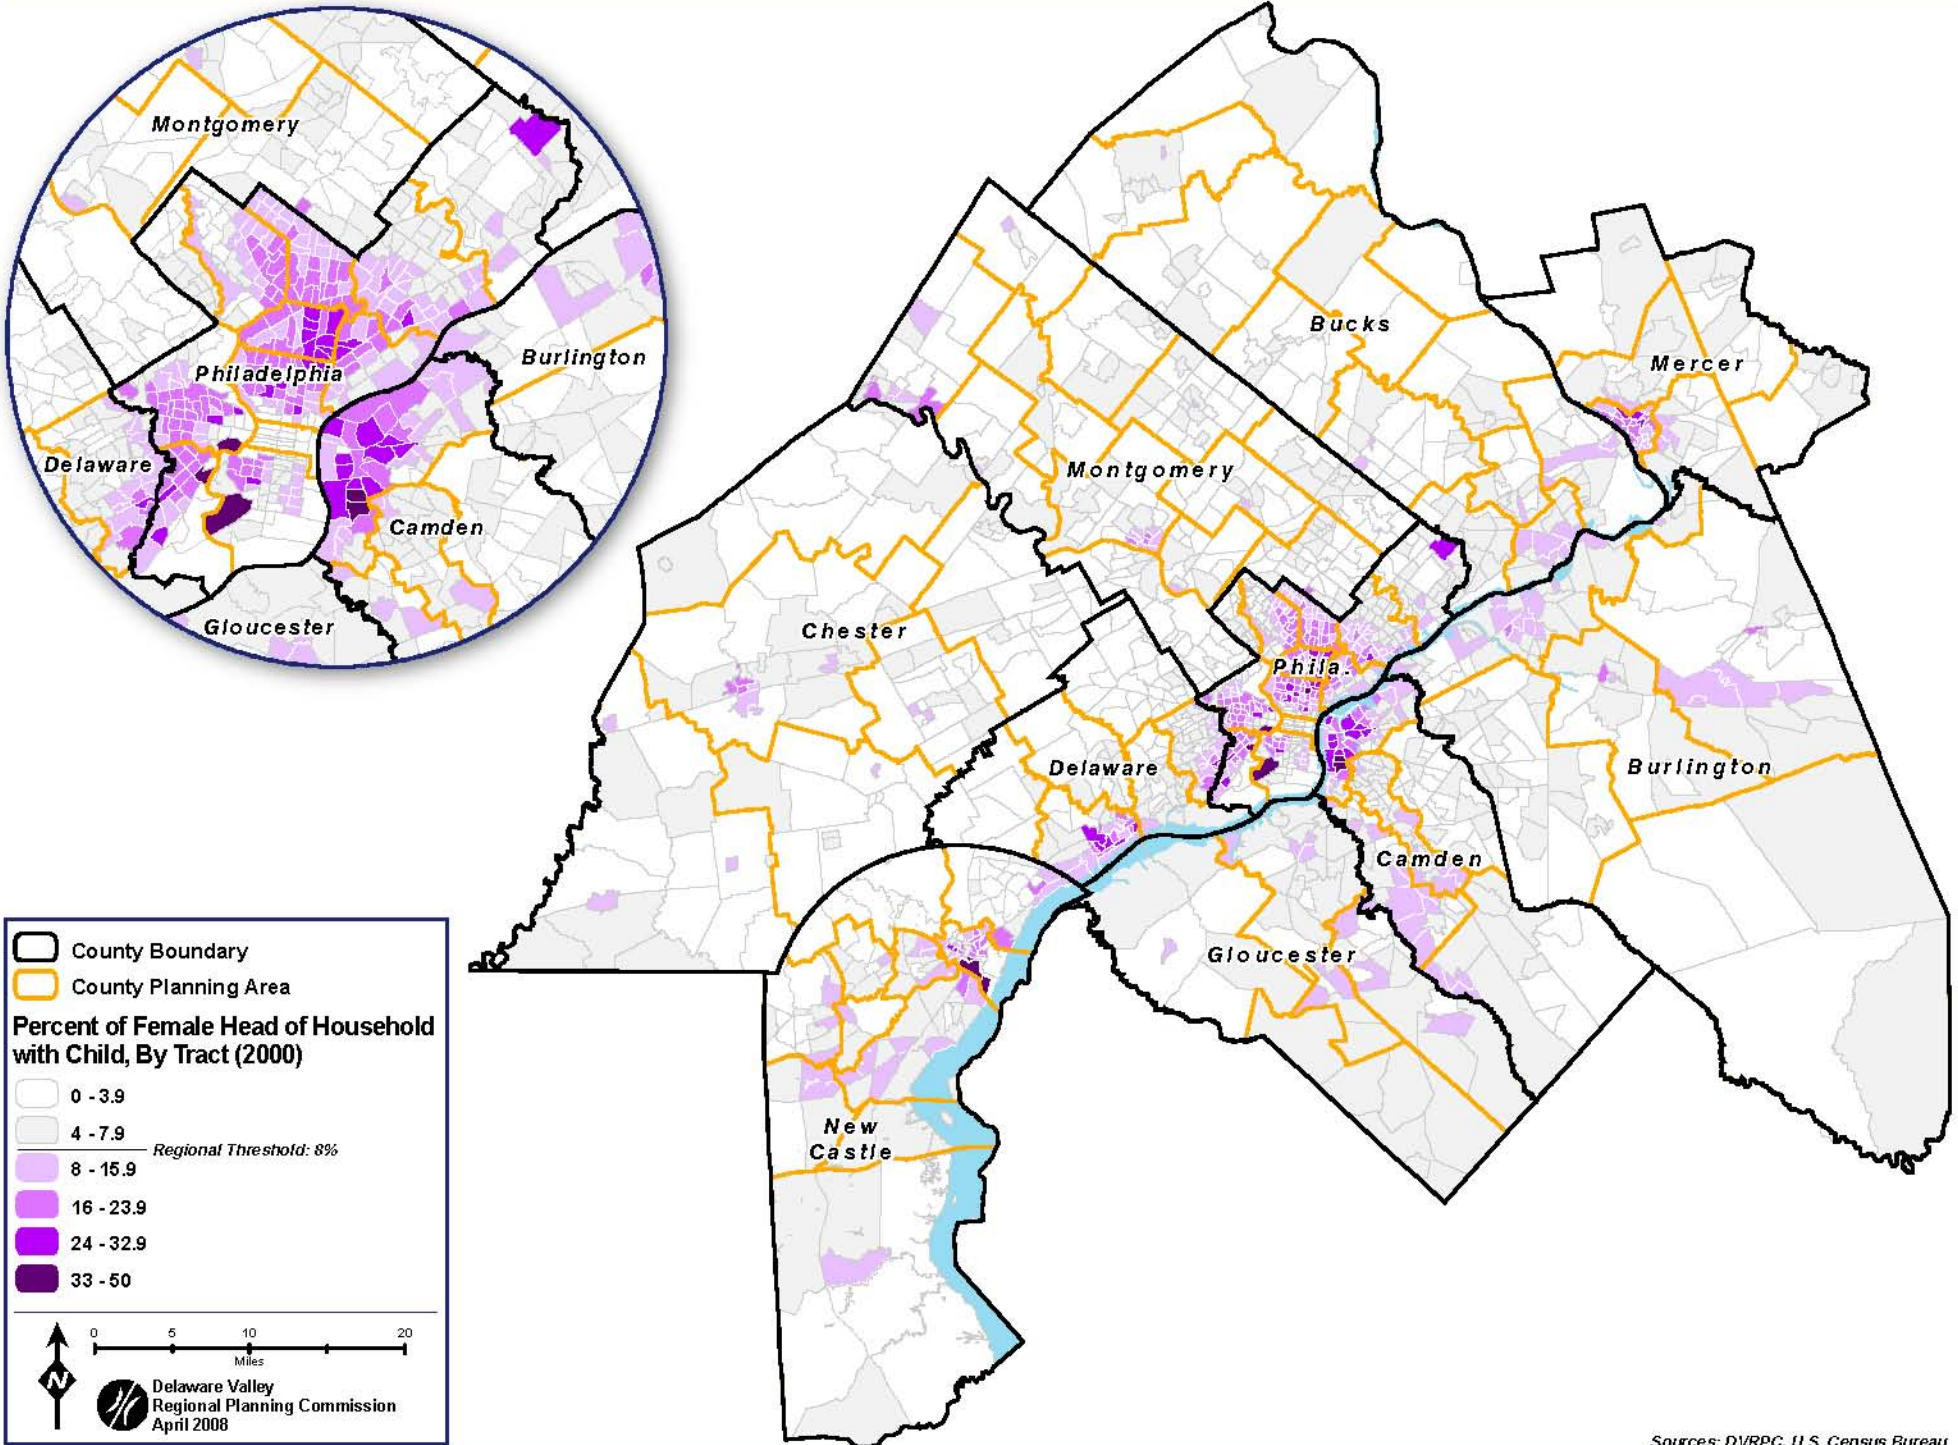 Montgomery
Philadelphia
Burlington
Delaware
Camden
Gloucester
Bucks
Mercer
Montgomery
Chester
Phila.
Delaware
Burlington
Camden
Gloucester
New
Castle
County Boundary
County Planning Area
Percent of Female Head of Household
with Child, By Tract (2000)
0 - 3.9
4 - 7.9
Regional Threshold: 8%
8 - 15.9
16 - 23.9
24 - 32.9
33 - 50
0 5 10 20
Miles
N
Delaware Valley
Regional Planning Commission
April 2008
Sources: DVRPC, U.S. Census Bureau